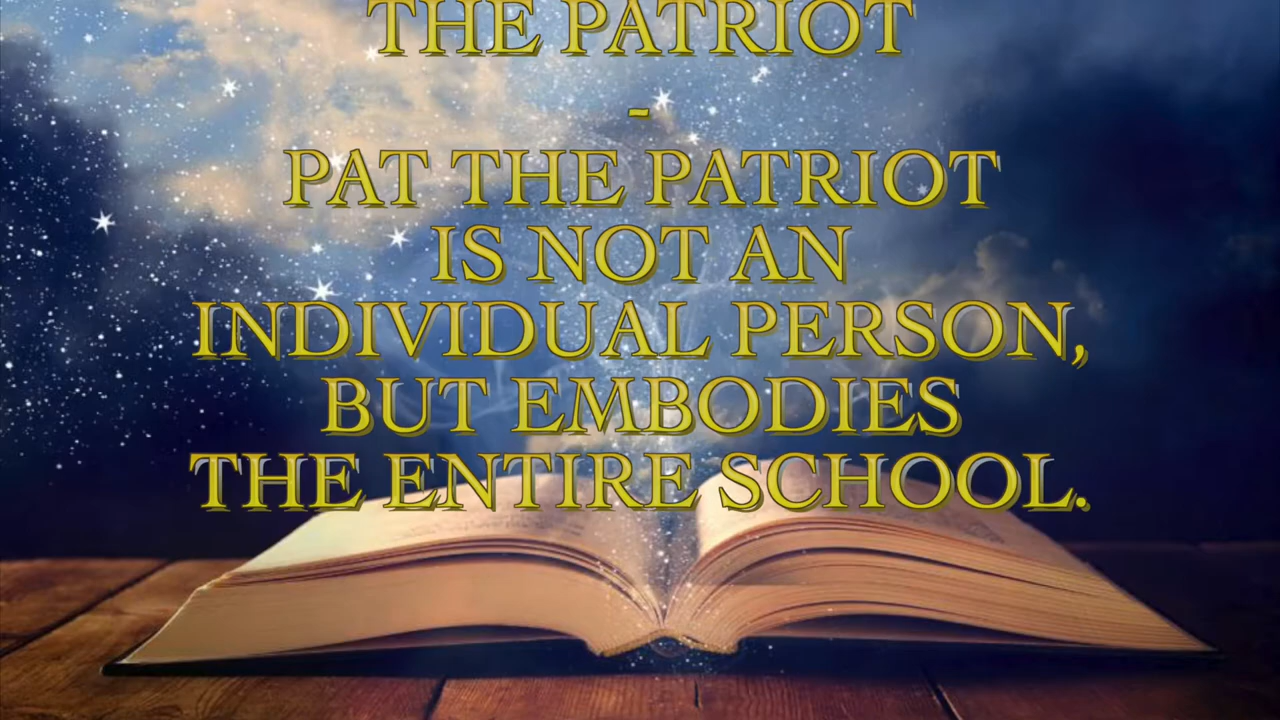 THE PATRIOT
-
PAT THE PATRIOT
IS NOT AN
INDIVIDUAL PERSON,
BUT EMBODIES
THE ENTIRE SCHOOL.